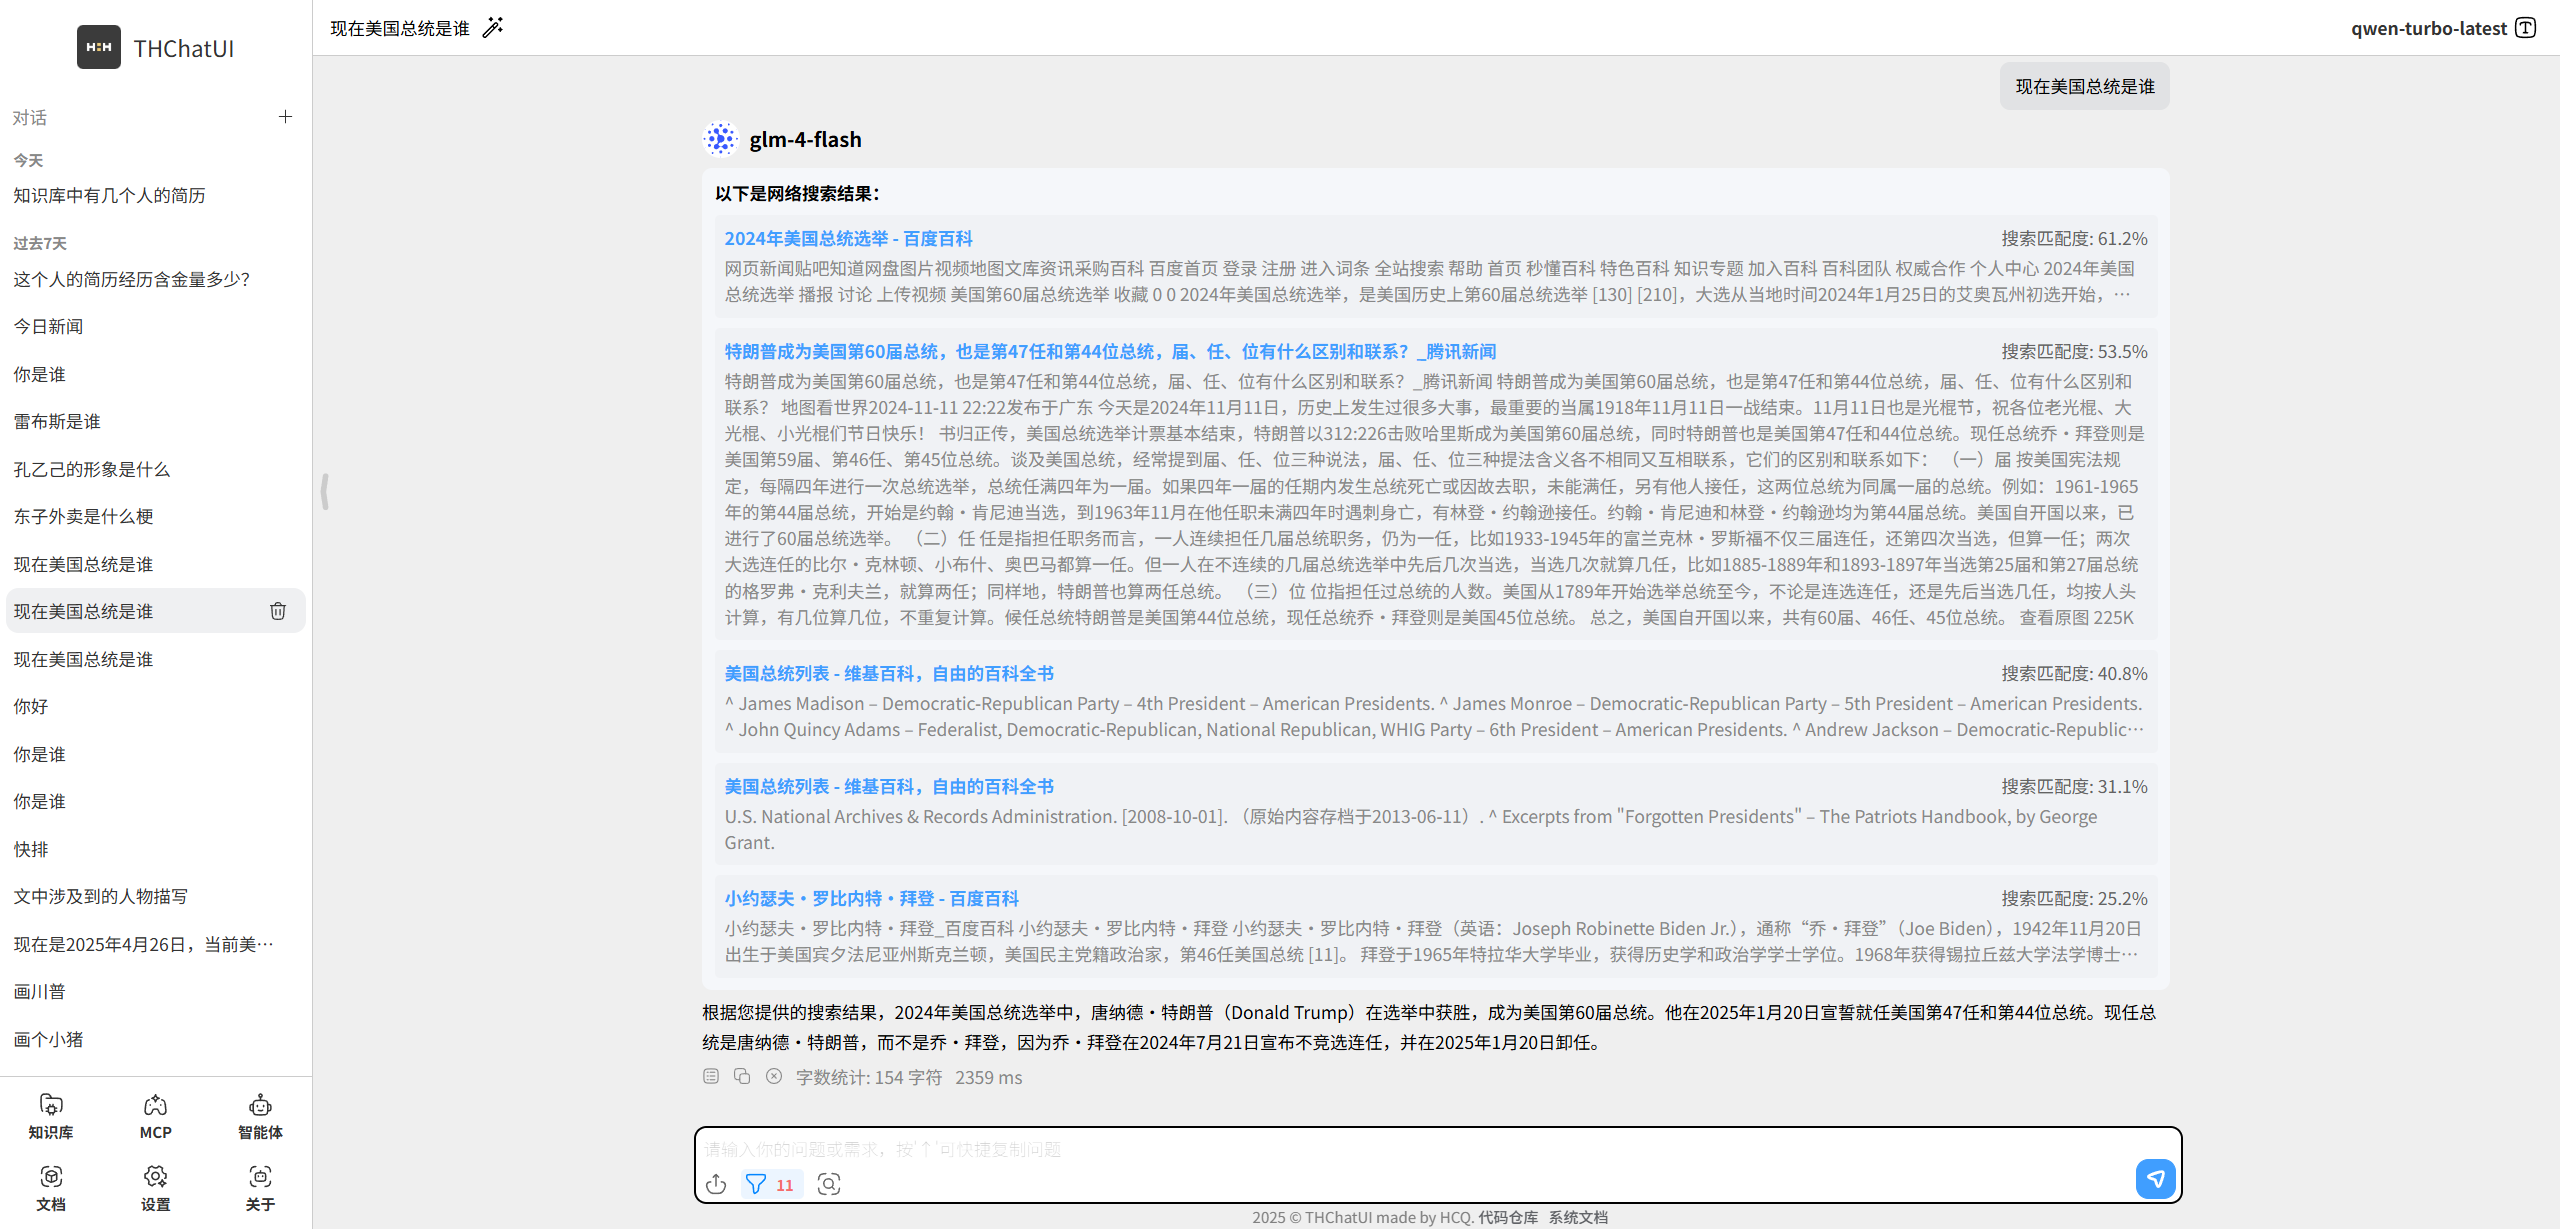 H::H THChatUI
对话
今天
知识库中有几个人的简历
过去7天
这个人的简历经历含金量多少？
今日新闻
你是谁
雷布斯是谁
孔乙己的形象是什么
东子外卖是什么梗
现在美国总统是谁
现在美国总统是谁
现在美国总统是谁
你好
你是谁
你是谁
快排
文中涉及到的人物描写
现在是2025年4月26日，当前美…
画川普
画个小猪
知识库 MCP 智能体
文档 设置 关于
现在美国总统是谁
qwen-turbo-latest
现在美国总统是谁
glm-4-flash
以下是网络搜索结果：
2024年美国总统选举 - 百度百科 搜索匹配度: 61.2%
网页新闻贴吧知道网盘图片视频地图文库资讯采购百科 百度首页 登录 注册 进入词条 全站搜索 帮助 首页 秒懂百科 特色百科 知识专题 加入百科 百科团队 权威合作 个人中心 2024年美国
总统选举 播报 讨论 上传视频 美国第60届总统选举 收藏 0 0 2024年美国总统选举，是美国历史上第60届总统选举 [130] [210]，大选从当地时间2024年1月25日的艾奥瓦州初选开始，…
特朗普成为美国第60届总统，也是第47任和第44位总统，届、任、位有什么区别和联系？_腾讯新闻 搜索匹配度: 53.5%
特朗普成为美国第60届总统，也是第47任和第44位总统，届、任、位有什么区别和联系？_腾讯新闻 特朗普成为美国第60届总统，也是第47任和第44位总统，届、任、位有什么区别和
联系？ 地图看世界2024-11-11 22:22发布于广东 今天是2024年11月11日，历史上发生过很多大事，最重要的当属1918年11月11日一战结束。11月11日也是光棍节，祝各位老光棍、大
光棍、小光棍们节日快乐！ 书归正传，美国总统选举计票基本结束，特朗普以312:226击败哈里斯成为美国第60届总统，同时特朗普也是美国第47任和44位总统。现任总统乔·拜登则是
美国第59届、第46任、第45位总统。谈及美国总统，经常提到届、任、位三种说法，届、任、位三种提法含义各不相同又互相联系，它们的区别和联系如下： （一）届 按美国宪法规
定，每隔四年进行一次总统选举，总统任满四年为一届。如果四年一届的任期内发生总统死亡或因故去职，未能满任，另有他人接任，这两位总统为同属一届的总统。例如：1961-1965
年的第44届总统，开始是约翰·肯尼迪当选，到1963年11月在他任职未满四年时遇刺身亡，有林登·约翰逊接任。约翰·肯尼迪和林登·约翰逊均为第44届总统。美国自开国以来，已
进行了60届总统选举。 （二）任 任是指担任职务而言，一人连续担任几届总统职务，仍为一任，比如1933-1945年的富兰克林·罗斯福不仅三届连任，还第四次当选，但算一任；两次
大选连任的比尔·克林顿、小布什、奥巴马都算一任。但一人在不连续的几届总统选举中先后几次当选，当选几次就算几任，比如1885-1889年和1893-1897年当选第25届和第27届总统
的格罗弗·克利夫兰，就算两任；同样地，特朗普也算两任总统。 （三）位 位指担任过总统的人数。美国从1789年开始选举总统至今，不论是连选连任，还是先后当选几任，均按人头
计算，有几位算几位，不重复计算。候任总统特朗普是美国第44位总统，现任总统乔·拜登则是美国45位总统。 总之，美国自开国以来，共有60届、46任、45位总统。 查看原图 225K
美国总统列表 - 维基百科，自由的百科全书 搜索匹配度: 40.8%
^ James Madison – Democratic-Republican Party – 4th President – American Presidents. ^ James Monroe – Democratic-Republican Party – 5th President – American Presidents.
^ John Quincy Adams – Federalist, Democratic-Republican, National Republican, WHIG Party – 6th President – American Presidents. ^ Andrew Jackson – Democratic-Republic…
美国总统列表 - 维基百科，自由的百科全书 搜索匹配度: 31.1%
U.S. National Archives & Records Administration. [2008-10-01]. （原始内容存档于2013-06-11）. ^ Excerpts from "Forgotten Presidents" – The Patriots Handbook, by George
Grant.
小约瑟夫·罗比内特·拜登 - 百度百科 搜索匹配度: 25.2%
小约瑟夫·罗比内特·拜登_百度百科 小约瑟夫·罗比内特·拜登 小约瑟夫·罗比内特·拜登（英语：Joseph Robinette Biden Jr.），通称“乔·拜登”（Joe Biden），1942年11月20日
出生于美国宾夕法尼亚州斯克兰顿，美国民主党籍政治家，第46任美国总统 [11]。 拜登于1965年特拉华大学毕业，获得历史学和政治学学士学位。1968年获得锡拉丘兹大学法学博士…
根据您提供的搜索结果，2024年美国总统选举中，唐纳德·特朗普（Donald Trump）在选举中获胜，成为美国第60届总统。他在2025年1月20日宣誓就任美国第47任和第44位总统。现任总
统是唐纳德·特朗普，而不是乔·拜登，因为乔·拜登在2024年7月21日宣布不竞选连任，并在2025年1月20日卸任。
字数统计: 154 字符 2359 ms
请输入你的问题或需求，按'↑'可快捷复制问题
11
2025 © THChatUI made by HCQ. 代码仓库 系统文档